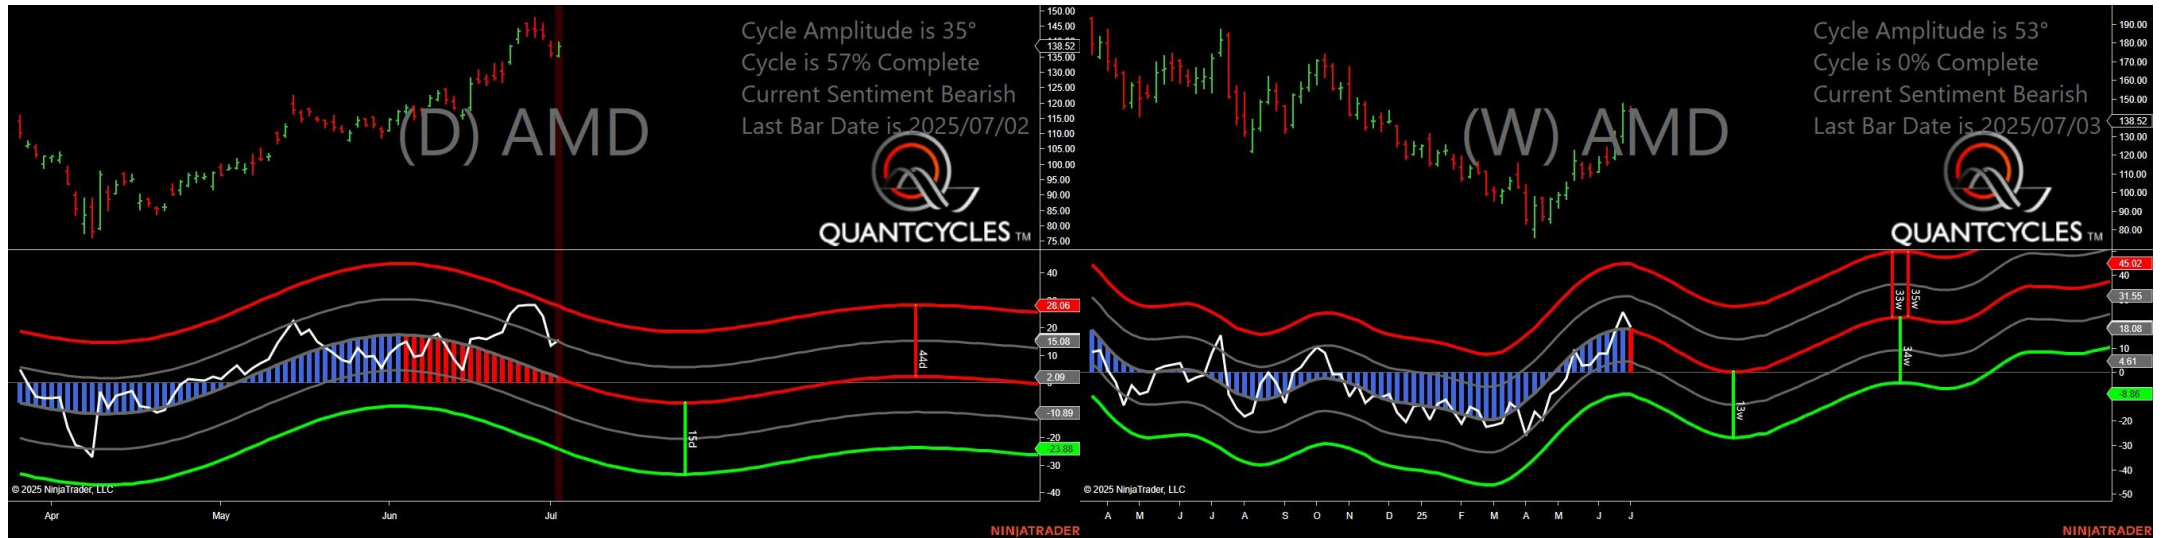 Cycle Amplitude is 35°
Cycle is 57% Complete
Current Sentiment Bearish
Last Bar Date is 2025/07/02
(D) AMD
QUANTCYCLES TM
150.00
145.00
138.52
135.00
130.00
125.00
120.00
115.00
110.00
105.00
100.00
95.00
90.00
85.00
80.00
75.00
40
28.06
20
15.08
10
2.09
-10.89
-20
-23.88
-30
-40
44d
15d
© 2025 NinjaTrader, LLC
Apr May Jun Jul
NINJATRADER
Cycle Amplitude is 53°
Cycle is 0% Complete
Current Sentiment Bearish
Last Bar Date is 2025/07/03
(W) AMD
QUANTCYCLES TM
190.00
180.00
170.00
160.00
150.00
138.52
130.00
120.00
110.00
100.00
90.00
80.00
45.02
40
31.55
18.08
10
4.61
0
-8.86
-20
-30
-40
-50
33w
35w
34w
13w
© 2025 NinjaTrader, LLC
A M J J A S O N D 25 F M A M J J
NINJATRADER